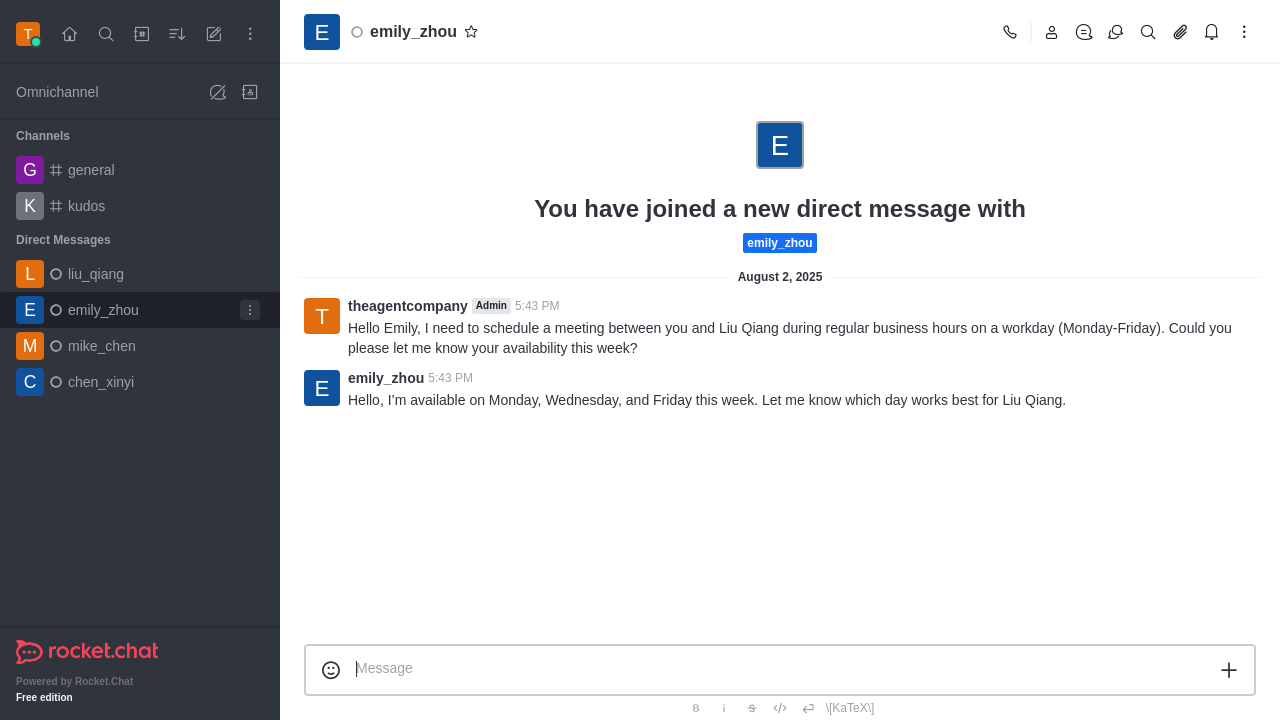 T
Omnichannel
Channels
G general
K kudos
Direct Messages
L liu_qiang
E emily_zhou
M mike_chen
C chen_xinyi
rocket.chat
Powered by Rocket.Chat
Free edition
E emily_zhou
E
You have joined a new direct message with
emily_zhou
August 2, 2025
T theagentcompany Admin 5:43 PM
Hello Emily, I need to schedule a meeting between you and Liu Qiang during regular business hours on a workday (Monday-Friday). Could you
please let me know your availability this week?
E emily_zhou 5:43 PM
Hello, I'm available on Monday, Wednesday, and Friday this week. Let me know which day works best for Liu Qiang.
Message
B i S \[KaTeX\]